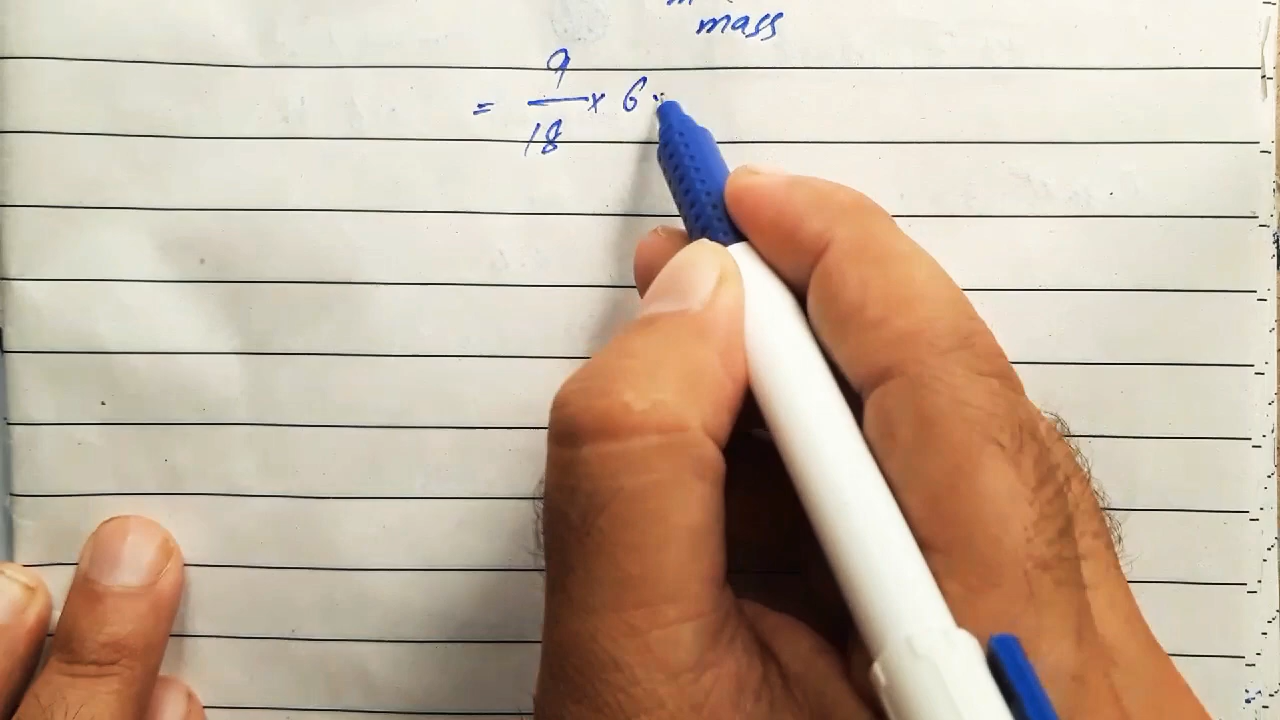 mass
= 9/18 × 6